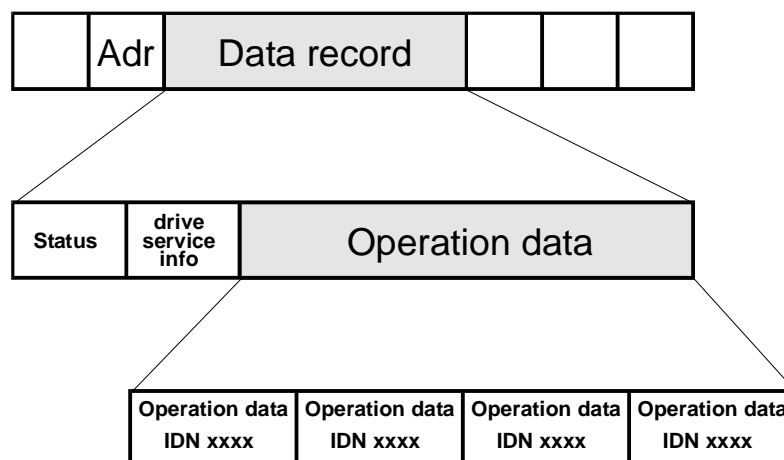 Adr
Data record
Status
drive
service
info
Operation data
Operation data
IDN xxxx
Operation data
IDN xxxx
Operation data
IDN xxxx
Operation data
IDN xxxx